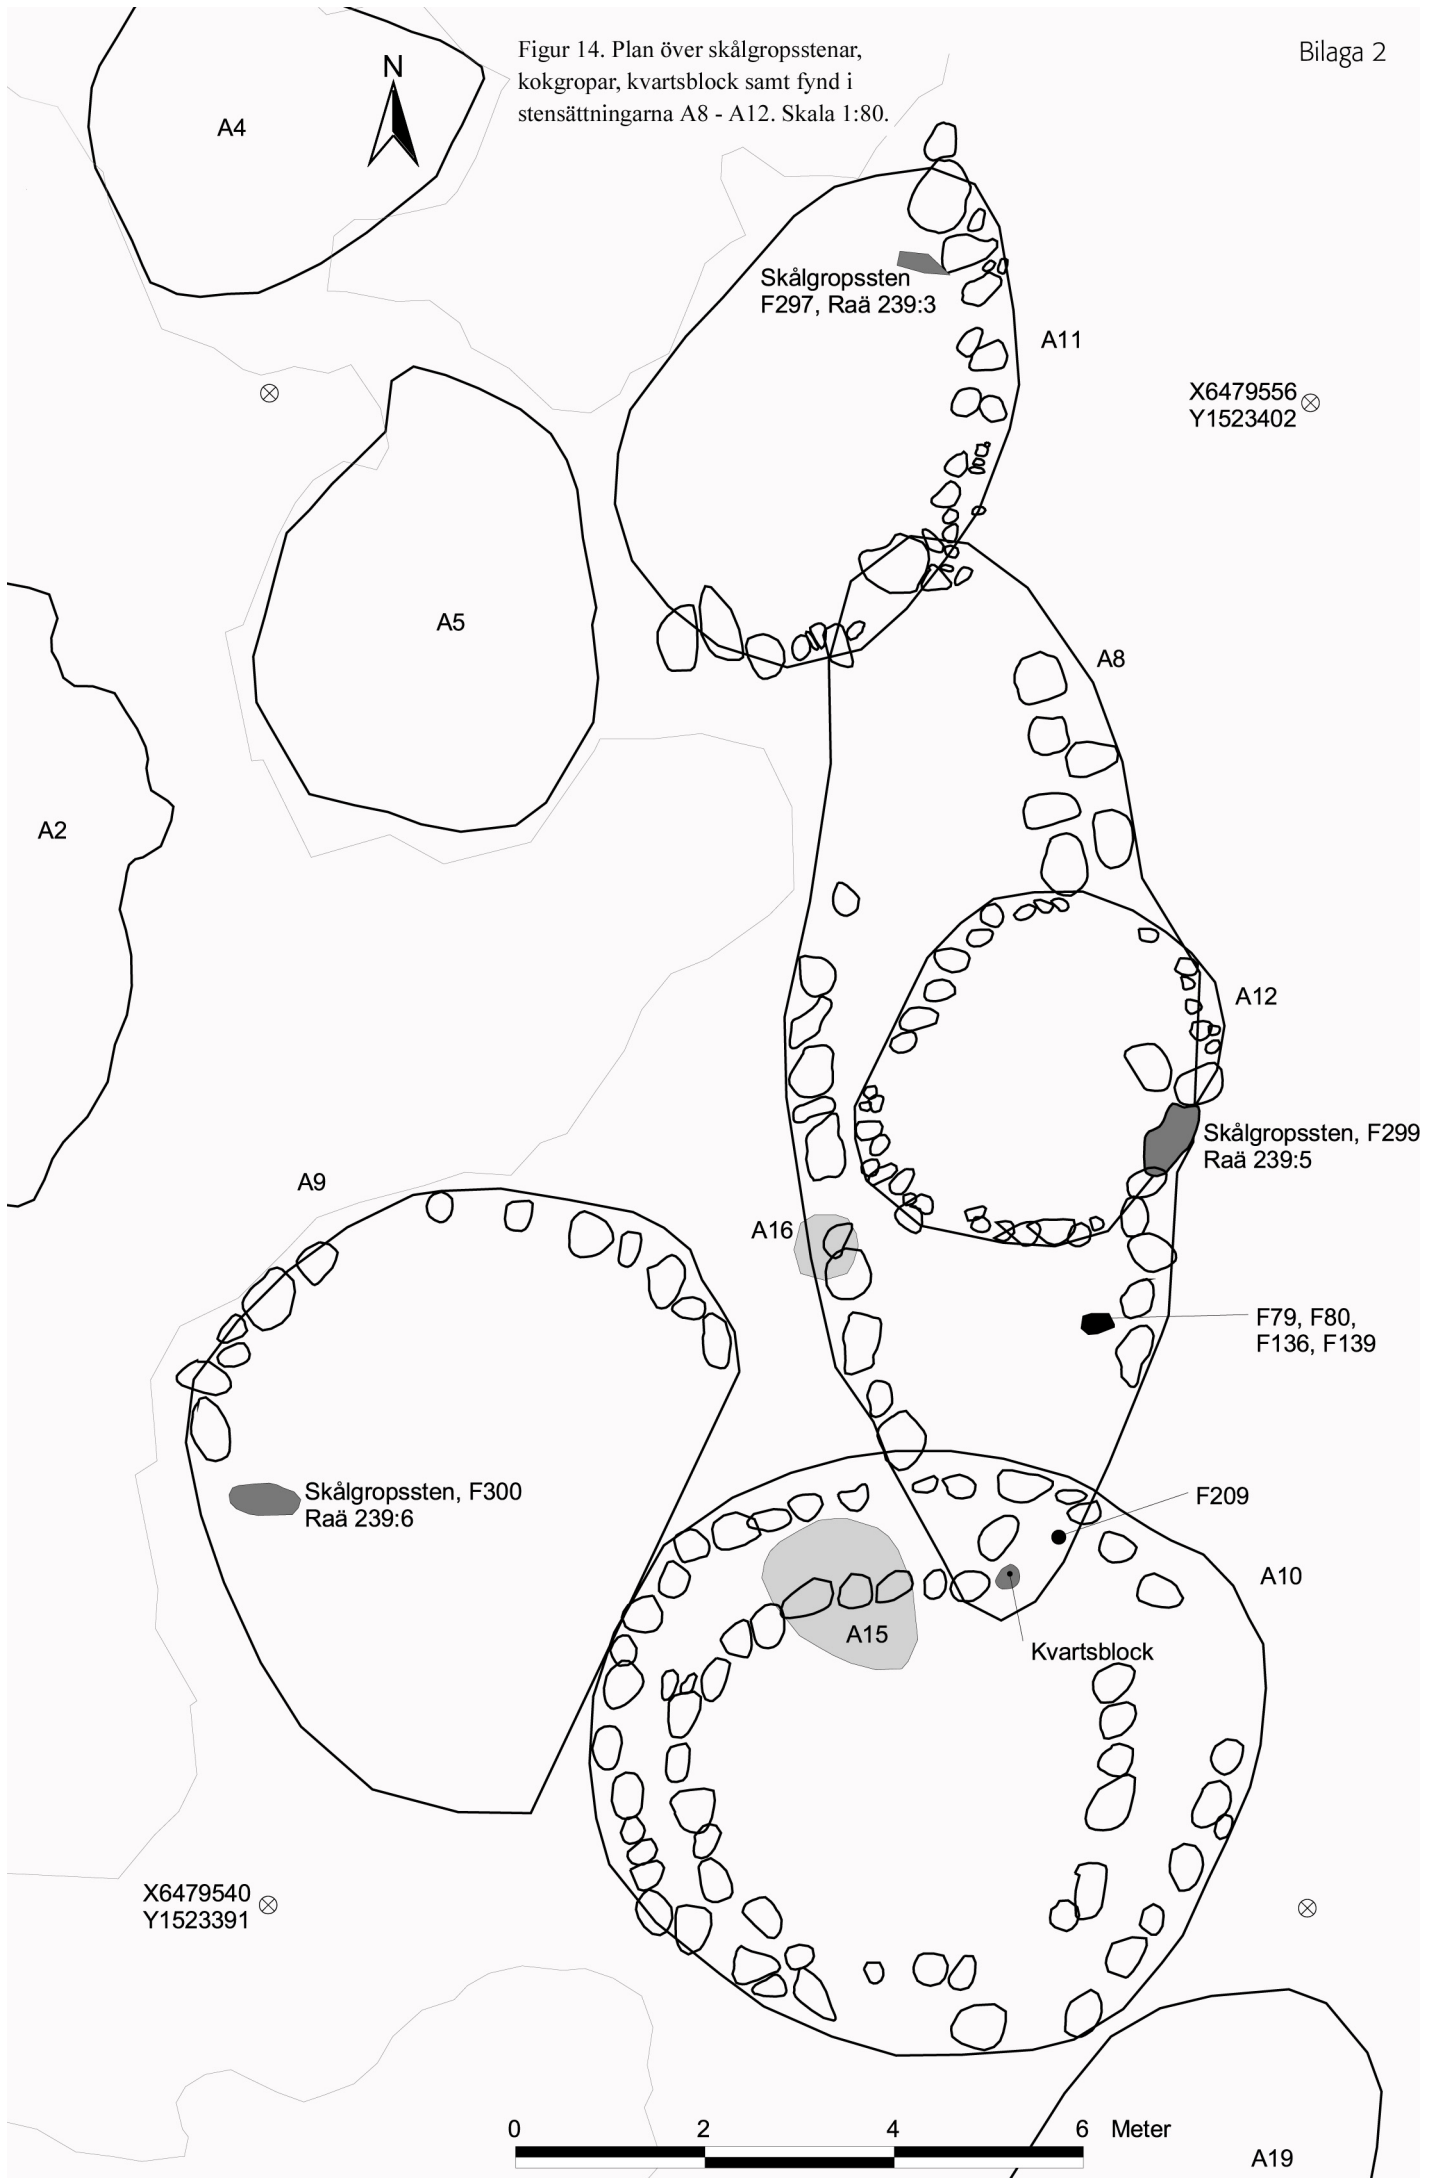 Figur 14. Plan över skålgropsstenar,
kokgropar, kvartsblock samt fynd i
stensättningarna A8 - A12. Skala 1:80.
Bilaga 2
N
A4
Skålgropssten
F297, Raä 239:3
A11
X6479556
Y1523402
A5
A8
A2
A12
Skålgropssten, F299
Raä 239:5
A9
A16
F79, F80,
F136, F139
Skålgropssten, F300
Raä 239:6
F209
A10
A15
Kvartsblock
X6479540
Y1523391
0 2 4 6 Meter
A19